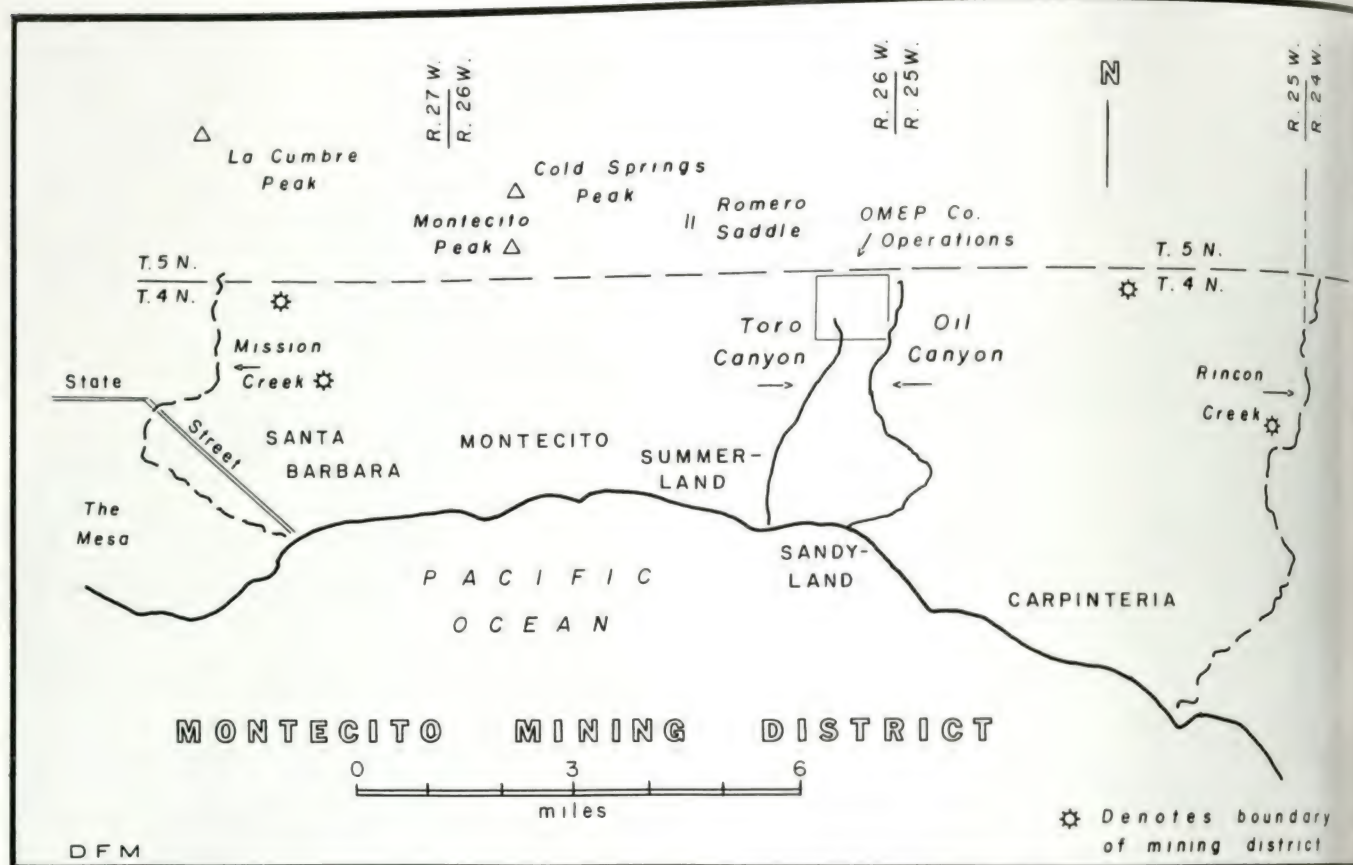 R. 27 W.
R. 26 W.
R. 26 W.
R. 25 W.
N
R. 25 W.
R. 24 W.
La Cumbre
Peak
Cold Springs
Peak
Montecito
Peak
Romero
Saddle
OMEP Co.
Operations
T. 5 N.
T. 4 N.
T. 5 N.
T. 4 N.
Mission
Creek
Toro
Canyon
Oil
Canyon
Rincon
Creek
State
Street
SANTA
BARBARA
MONTECITO
SUMMER-
LAND
The
Mesa
SANDY-
LAND
PACIFIC
OCEAN
CARPINTERIA
MONTECITO MINING DISTRICT
0 3 6
miles
Denotes boundary
of mining district
DFM